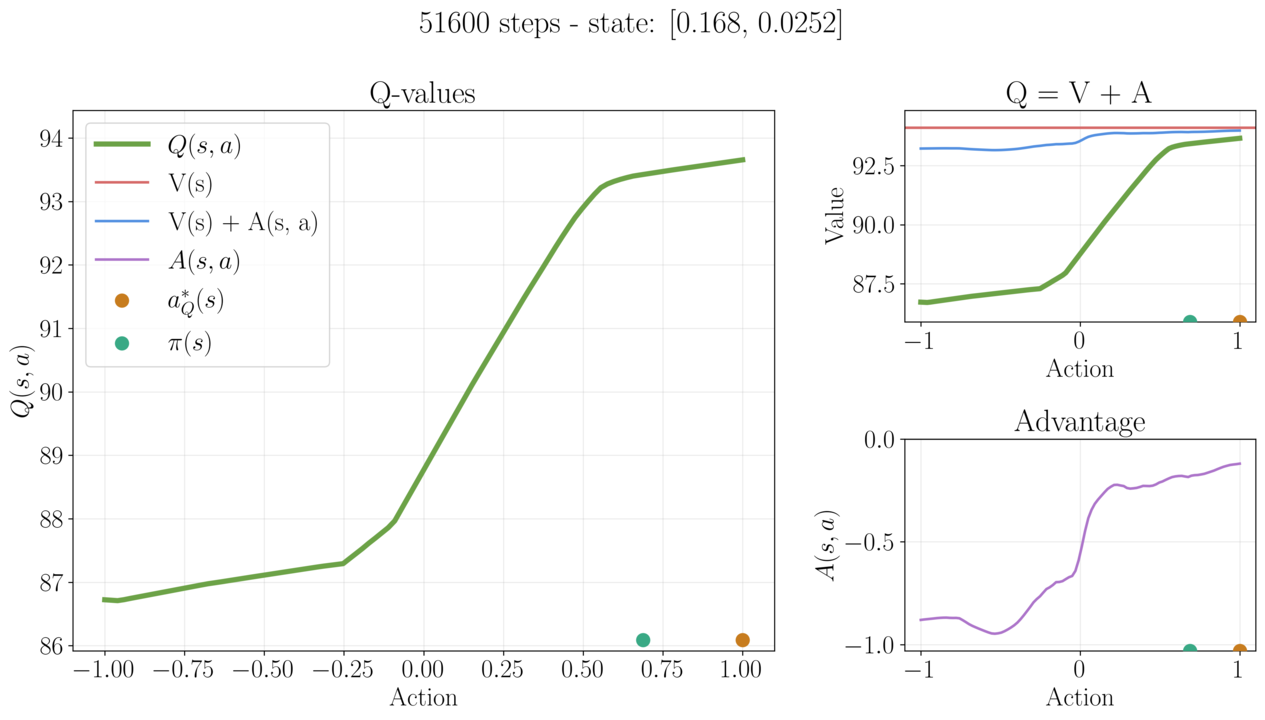 51600 steps - state: [0.168, 0.0252]
Q-values
Q(s, a)
94
93
92
91
90
89
88
87
86
Q(s, a)
V(s)
V(s) + A(s, a)
A(s, a)
a*Q(s)
π(s)
−1.00 −0.75 −0.50 −0.25 0.00 0.25 0.50 0.75 1.00
Action
Q = V + A
Value
92.5
90.0
87.5
−1 0 1
Action
Advantage
A(s, a)
0.0
−0.5
−1.0
−1 0 1
Action